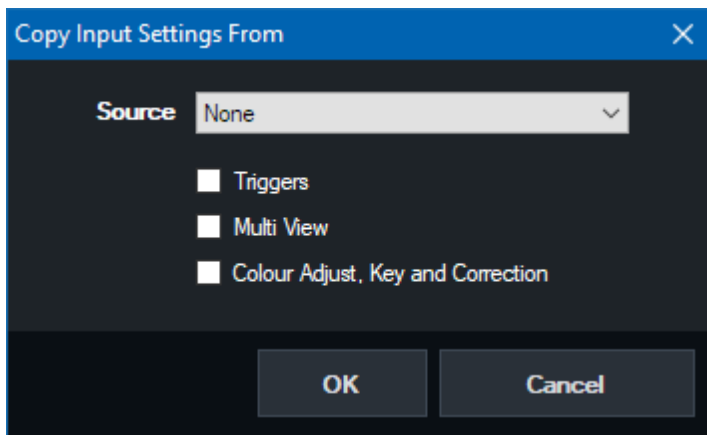 Copy Input Settings From
Source None
Triggers
Multi View
Colour Adjust, Key and Correction
OK Cancel